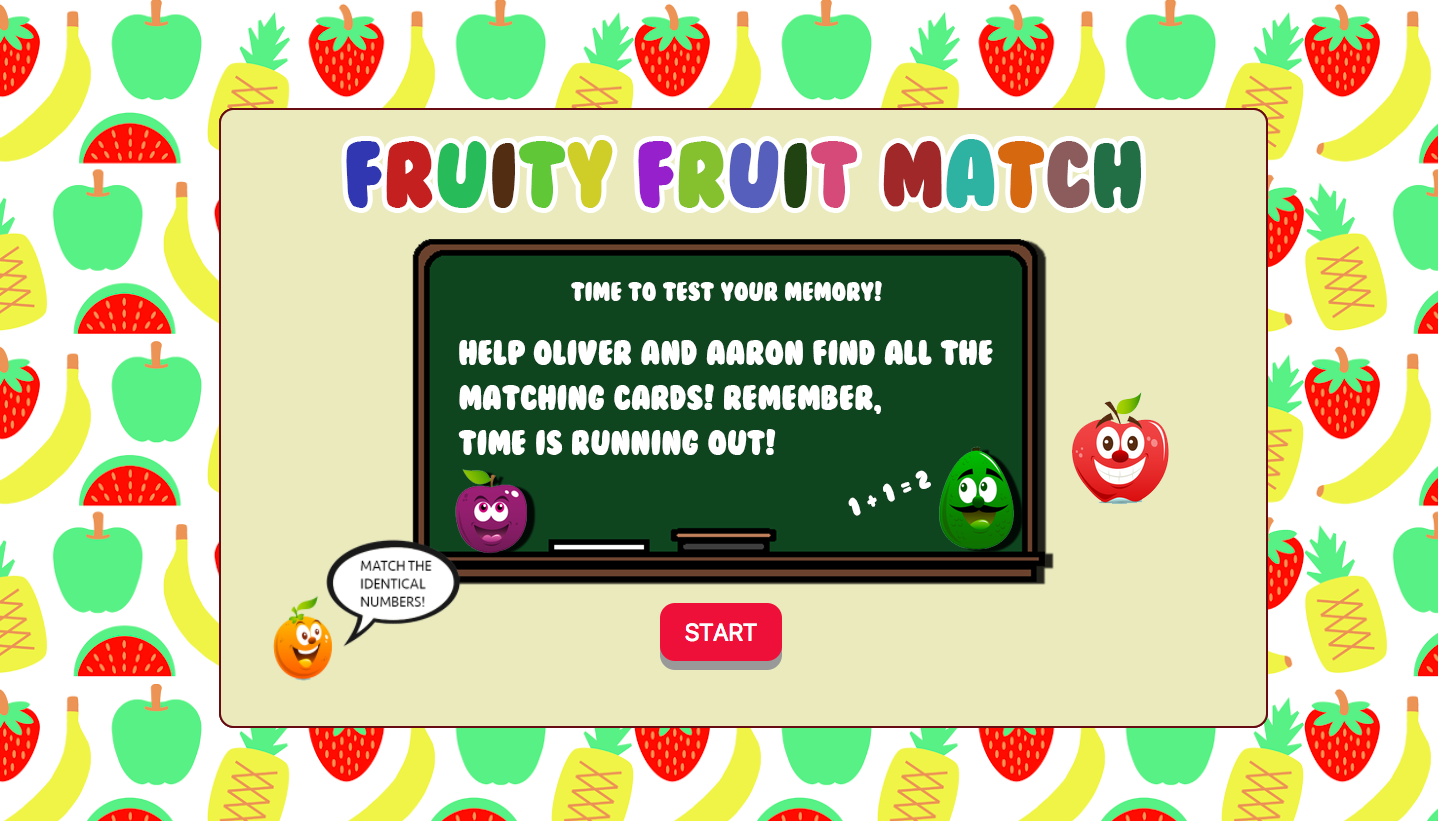 FRUITY FRUIT MATCH
TIME TO TEST YOUR MEMORY!
HELP OLIVER AND AARON FIND ALL THE
MATCHING CARDS! REMEMBER,
TIME IS RUNNING OUT!
1 + 1 = 2
MATCH THE
IDENTICAL
NUMBERS!
START